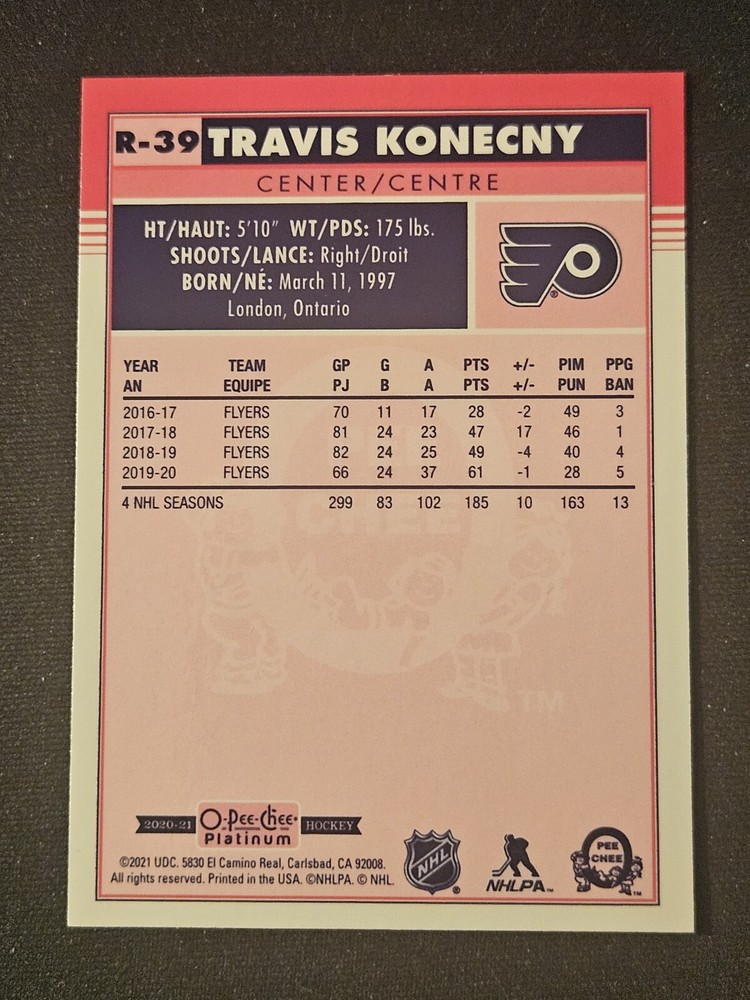 R-39 TRAVIS KONECNY
CENTER/CENTRE
HT/HAUT: 5'10" WT/PDS: 175 lbs.
SHOOTS/LANCE: Right/Droit
BORN/NÉ: March 11, 1997
London, Ontario
YEAR TEAM GP G A PTS +/- PIM PPG
AN EQUIPE PJ B A PTS +/- PUN BAN
2016-17 FLYERS 70 11 17 28 -2 49 3
2017-18 FLYERS 81 24 23 47 17 46 1
2018-19 FLYERS 82 24 25 49 -4 40 4
2019-20 FLYERS 66 24 37 61 -1 28 5
4 NHL SEASONS 299 83 102 185 10 163 13
CHEE
TM
2020-21 O-Pee-Chee HOCKEY
Platinum
©2021 UDC. 5830 El Camino Real, Carlsbad, CA 92008.
All rights reserved. Printed in the USA. ©NHLPA. © NHL.
NHL ®
NHLPA™
PEE
CHEE
TM